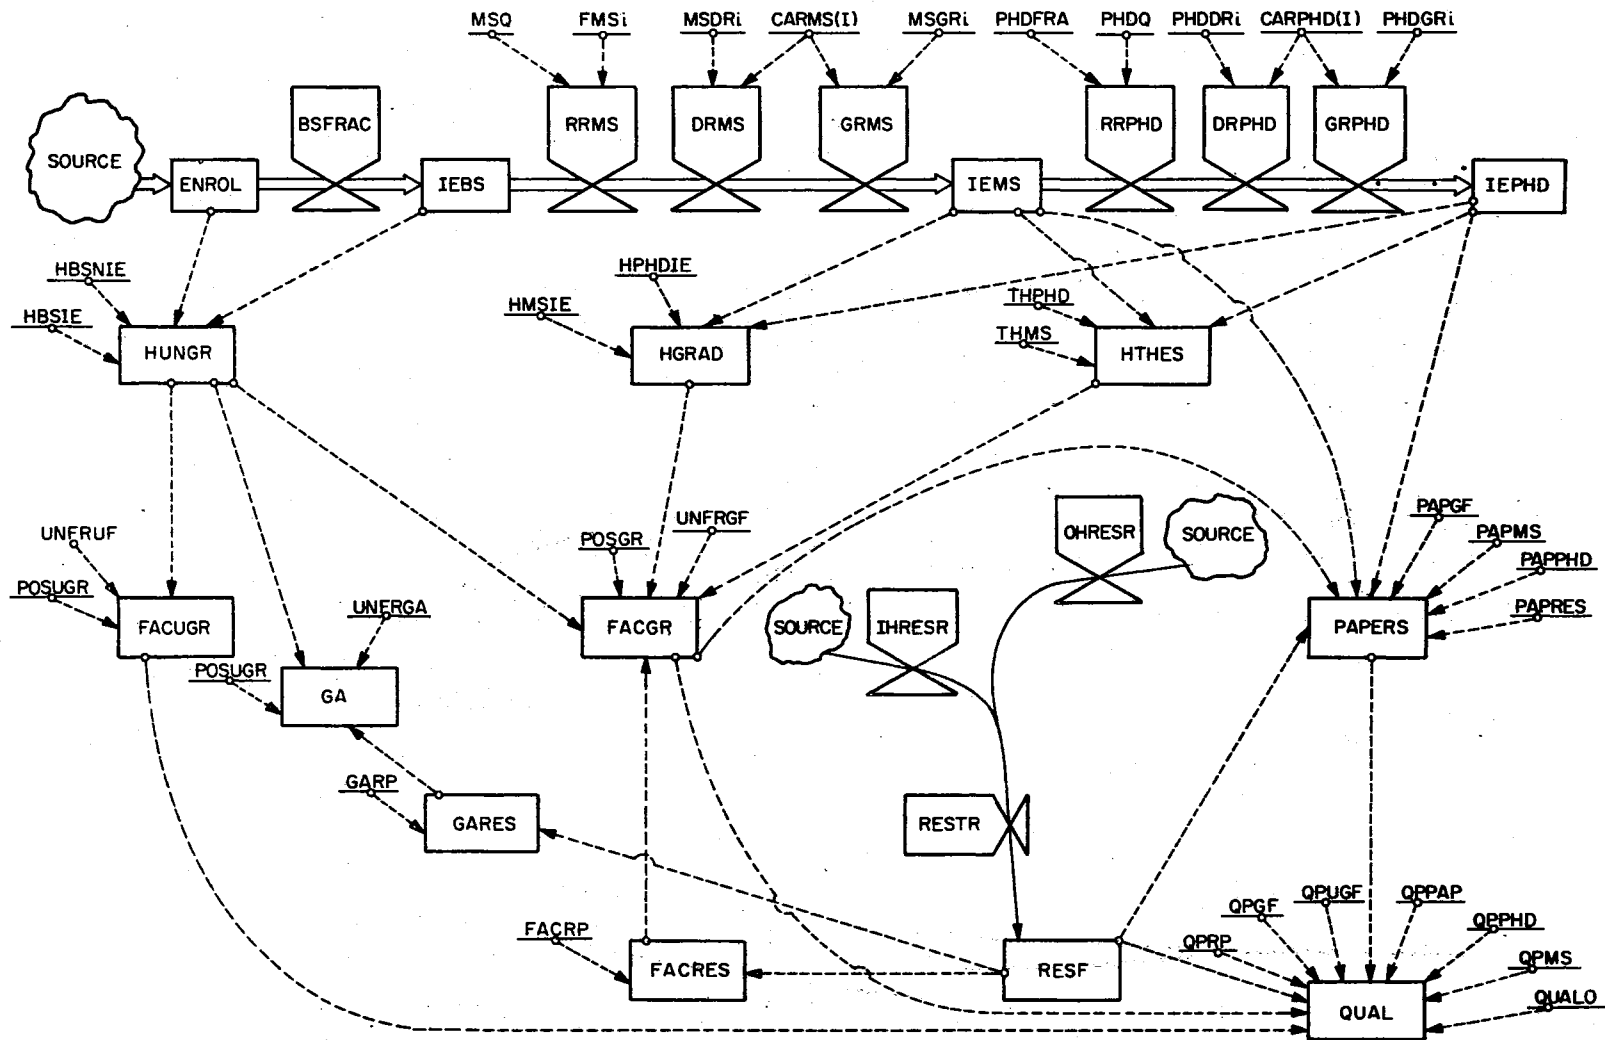 MSQ FMSi MSDRi CARMS(I) MSGRi PHDFRA PHDQ PHDDRi CARPHD(I) PHDGRi
SOURCE BSFRAC RRMS DRMS GRMS RRPHD DRPHD GRPHD
ENROL IEBS IEMS IEPHD
HBSNIE HPHDIE
HBSIE HMSIE THPHD
THMS
HUNGR HGRAD HTHES
UNFRUF POSGR UNFRGF OHRESR SOURCE PAPGF
PAPMS
PAPPHD
POSUGR UNFRGA PAPRES
FACUGR FACGR SOURCE IHRESR PAPERS
POSUGR GA
GARP GARES RESTR
QPGF QPUGF QPPAP
FACRP QPRP QPPHD
FACRES RESF QPMS
QUAL QUALO